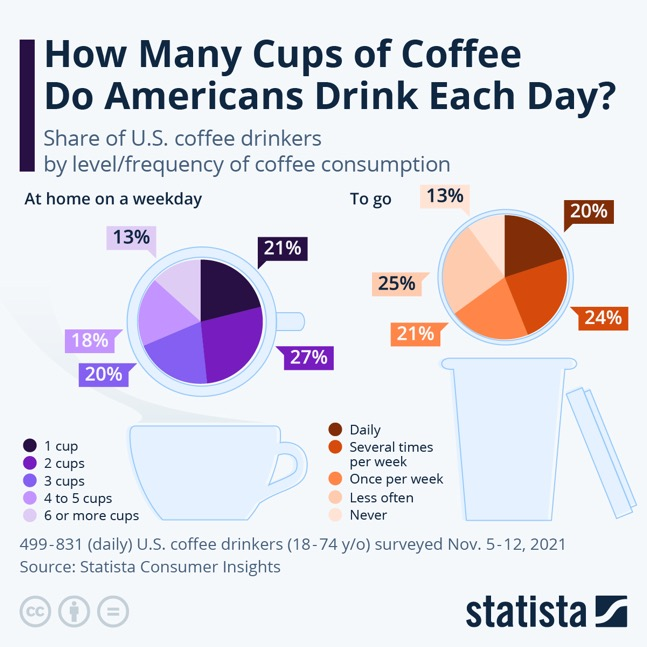 How Many Cups of Coffee
Do Americans Drink Each Day?
Share of U.S. coffee drinkers
by level/frequency of coffee consumption
At home on a weekday
13%
21%
18%
20%
27%
1 cup
2 cups
3 cups
4 to 5 cups
6 or more cups
To go
13%
20%
25%
21%
24%
Daily
Several times
per week
Once per week
Less often
Never
499-831 (daily) U.S. coffee drinkers (18-74 y/o) surveyed Nov. 5-12, 2021
Source: Statista Consumer Insights
cc
statista